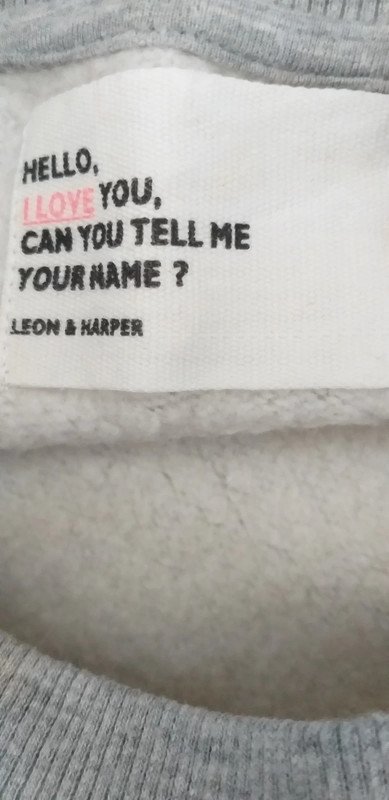 HELLO,
I LOVE YOU,
CAN YOU TELL ME
YOUR NAME ?
LEON & HARPER